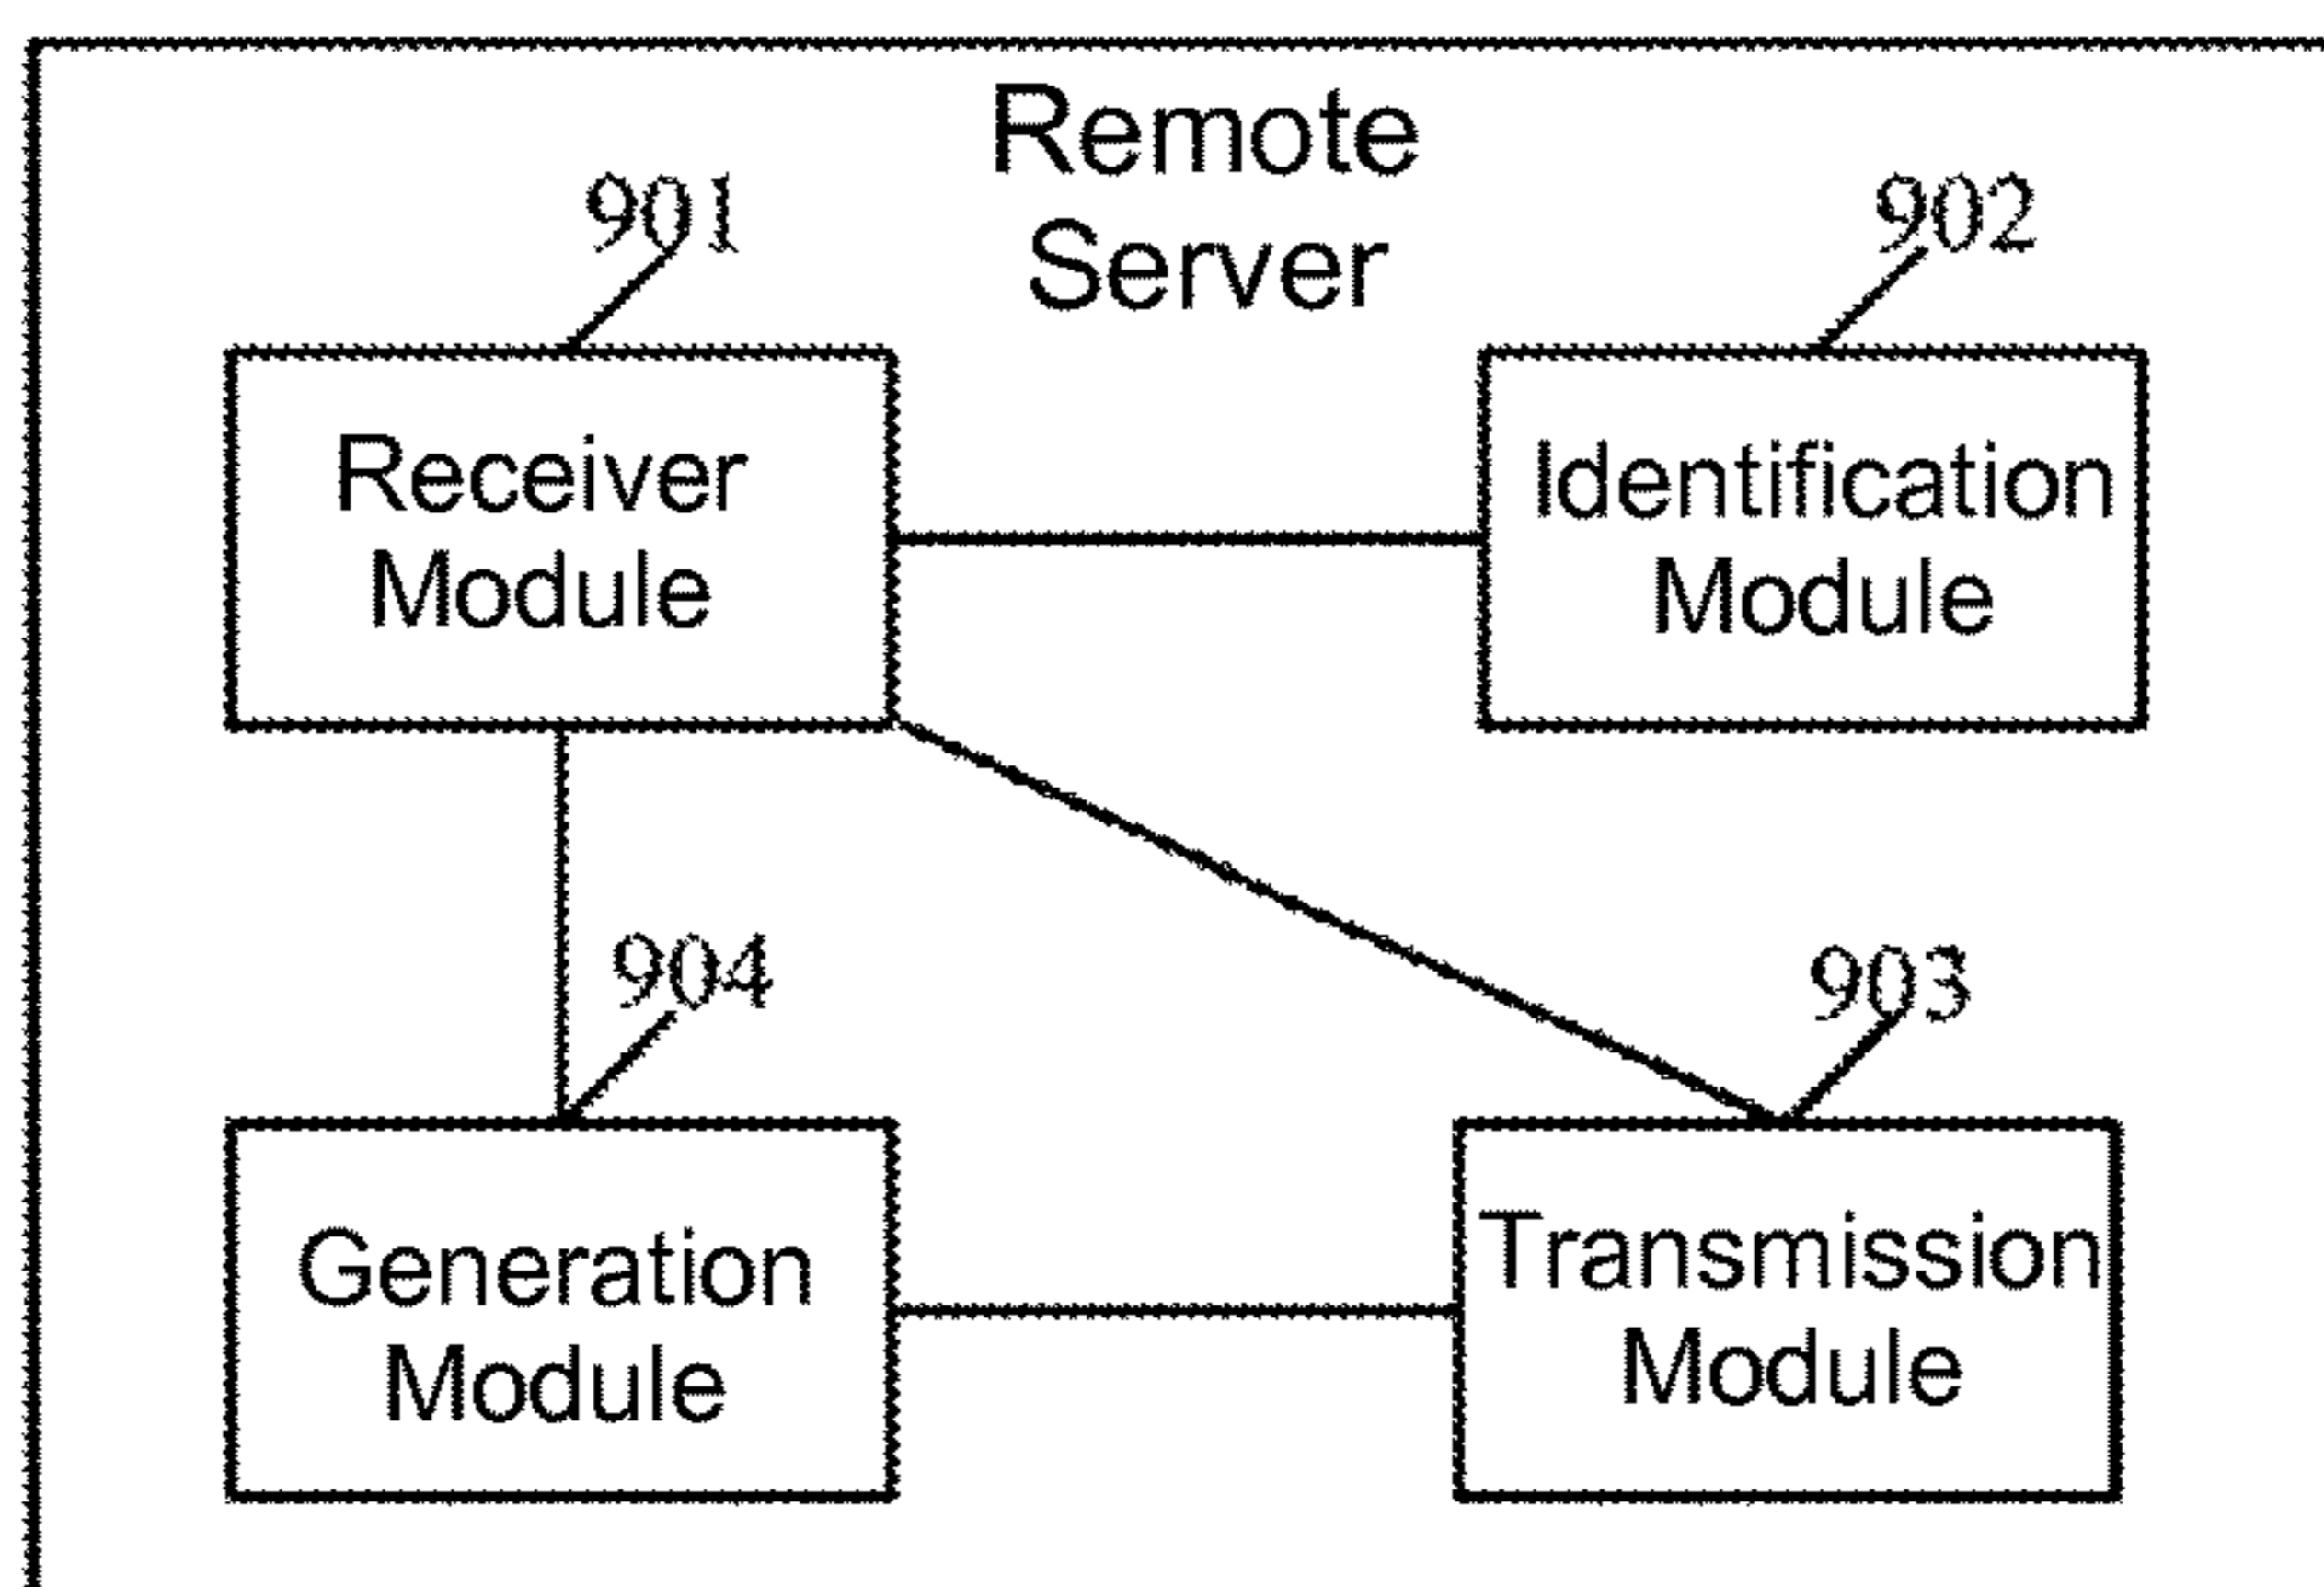 Remote
Server
901
902
Receiver
Module
Identification
Module
904
903
Generation
Module
Transmission
Module